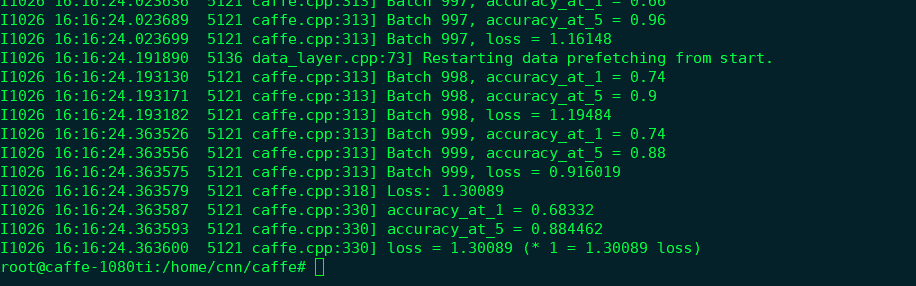 I1026 16:16:24.023636  5121 caffe.cpp:313] Batch 997, accuracy_at_1 = 0.66
I1026 16:16:24.023689  5121 caffe.cpp:313] Batch 997, accuracy_at_5 = 0.96
I1026 16:16:24.023699  5121 caffe.cpp:313] Batch 997, loss = 1.16148
I1026 16:16:24.191890  5136 data_layer.cpp:73] Restarting data prefetching from start.
I1026 16:16:24.193130  5121 caffe.cpp:313] Batch 998, accuracy_at_1 = 0.74
I1026 16:16:24.193171  5121 caffe.cpp:313] Batch 998, accuracy_at_5 = 0.9
I1026 16:16:24.193182  5121 caffe.cpp:313] Batch 998, loss = 1.19484
I1026 16:16:24.363526  5121 caffe.cpp:313] Batch 999, accuracy_at_1 = 0.74
I1026 16:16:24.363556  5121 caffe.cpp:313] Batch 999, accuracy_at_5 = 0.88
I1026 16:16:24.363575  5121 caffe.cpp:313] Batch 999, loss = 0.916019
I1026 16:16:24.363579  5121 caffe.cpp:318] Loss: 1.30089
I1026 16:16:24.363587  5121 caffe.cpp:330] accuracy_at_1 = 0.68332
I1026 16:16:24.363593  5121 caffe.cpp:330] accuracy_at_5 = 0.884462
I1026 16:16:24.363600  5121 caffe.cpp:330] loss = 1.30089 (* 1 = 1.30089 loss)
root@caffe-1080ti:/home/cnn/caffe#